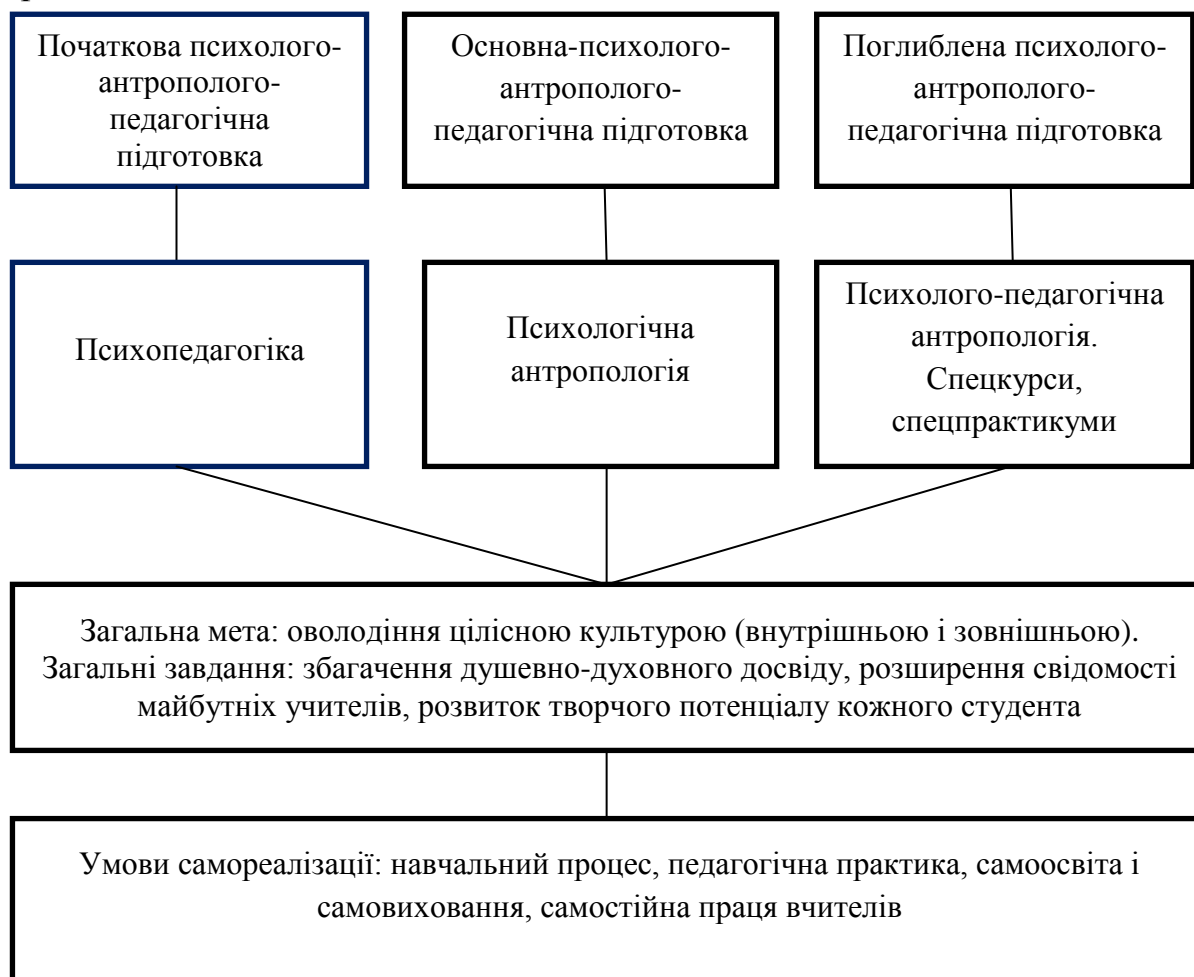 Початкова психолого-
антрополого-
педагогічна
підготовка
Основна-психолого-
антрополого-
педагогічна підготовка
Поглиблена психолого-
антрополого-
педагогічна підготовка
Психопедагогіка
Психологічна
антропологія
Психолого-педагогічна
антропологія.
Спецкурси,
спецпрактикуми
Загальна мета: оволодіння цілісною культурою (внутрішньою і зовнішньою).
Загальні завдання: збагачення душевно-духовного досвіду, розширення свідомості
майбутніх учителів, розвиток творчого потенціалу кожного студента
Умови самореалізації: навчальний процес, педагогічна практика, самоосвіта і
самовиховання, самостійна праця вчителів